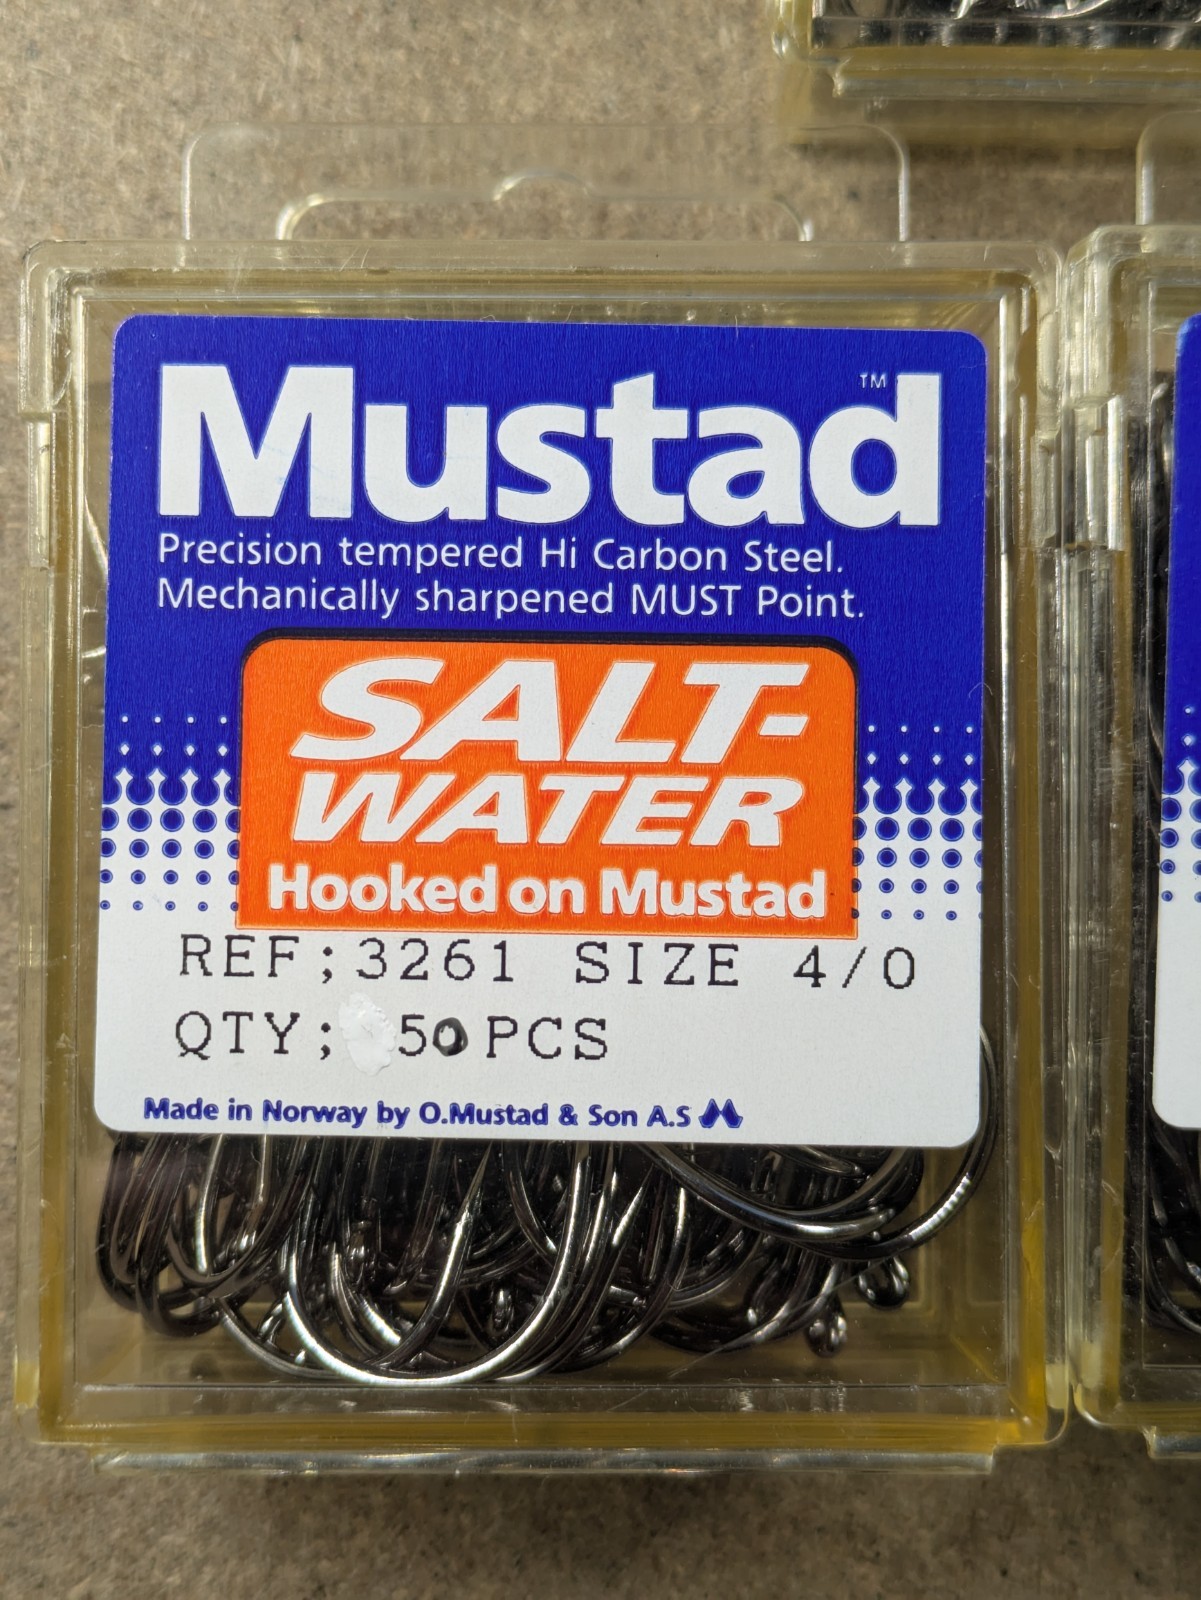 Mustad™
Precision tempered Hi Carbon Steel.
Mechanically sharpened MUST Point.
SALT-
WATER
Hooked on Mustad
REF;3261 SIZE 4/0
QTY; 50 PCS
Made in Norway by O.Mustad & Son A.S